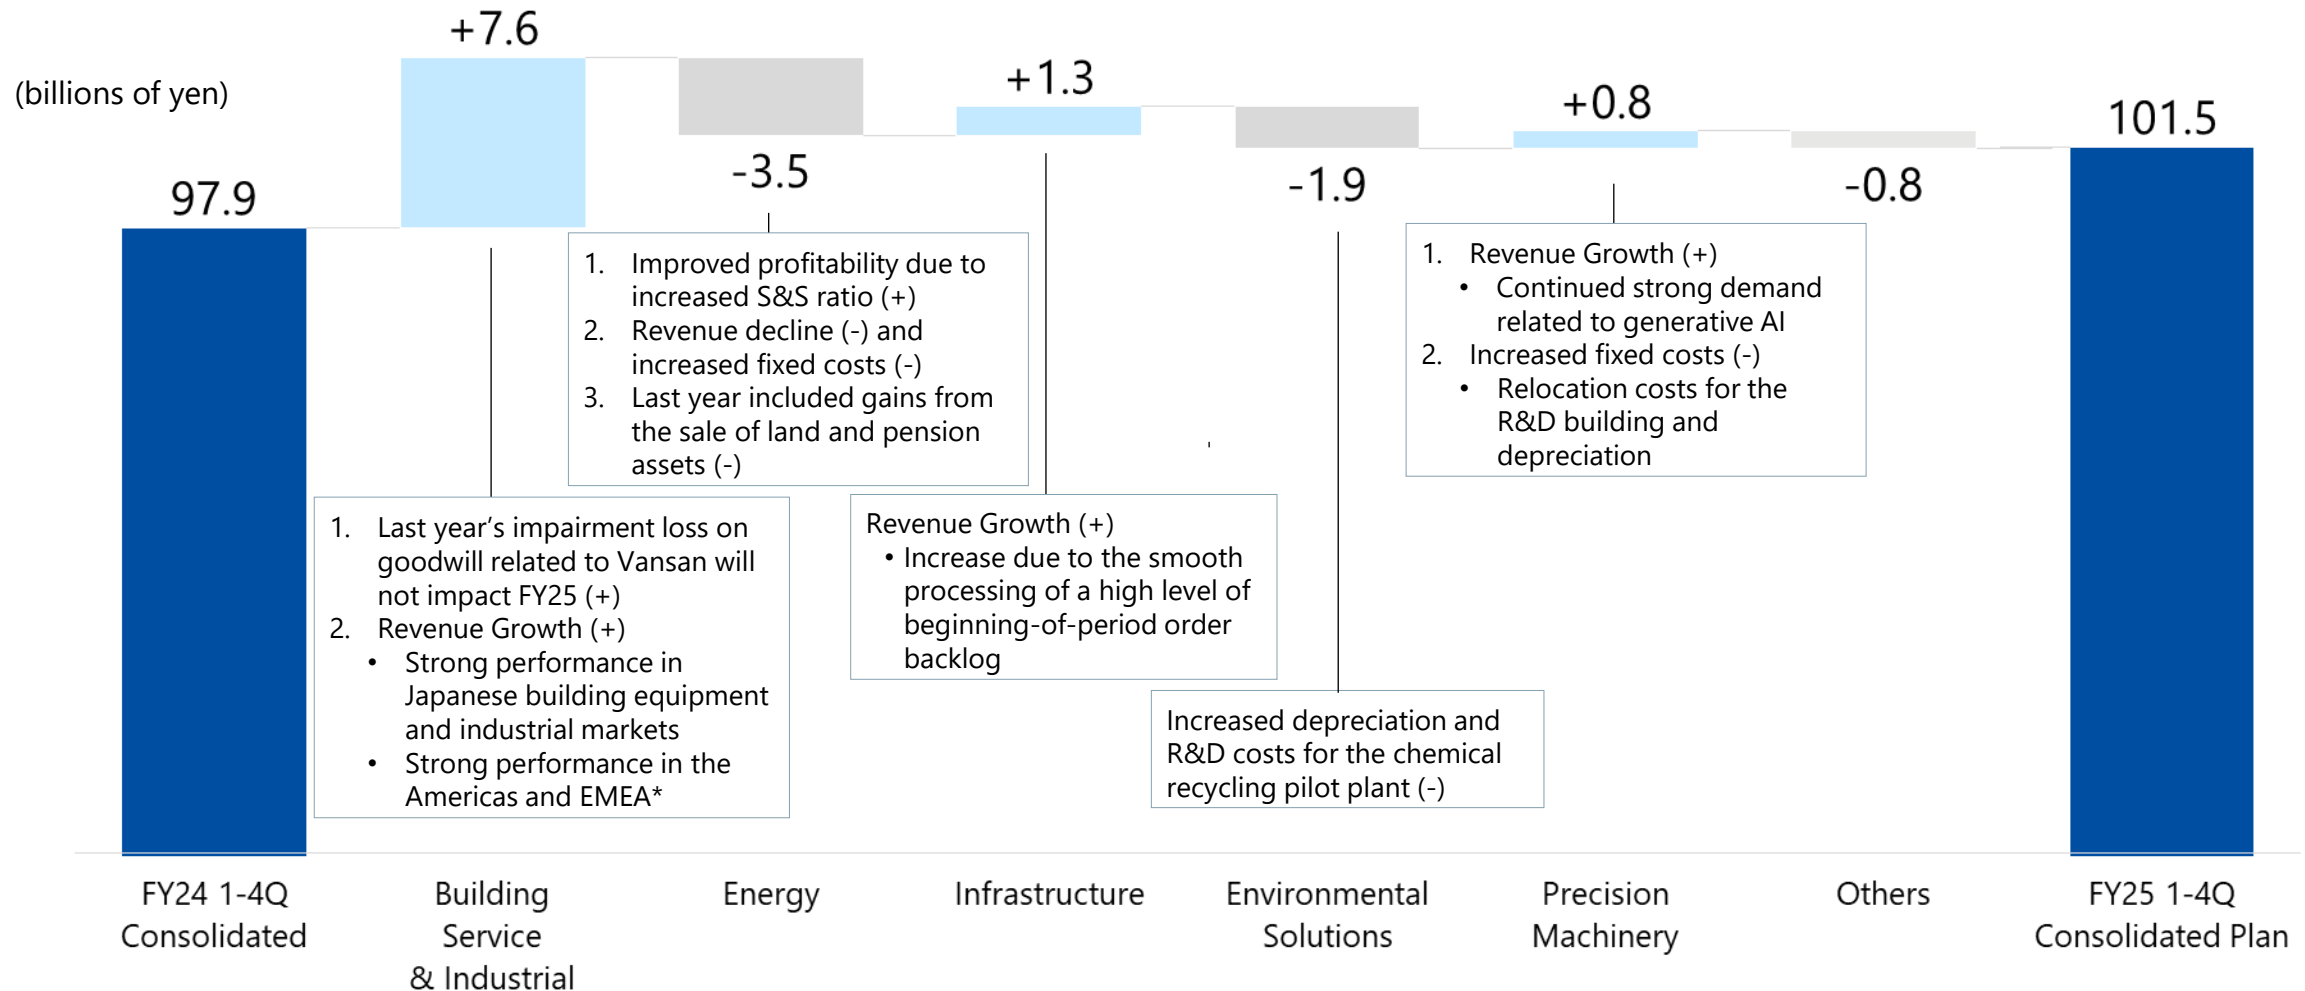 (billions of yen)
97.9
+7.6
-3.5
+1.3
-1.9
+0.8
-0.8
101.5
1. Last year’s impairment loss on
goodwill related to Vansan will
not impact FY25 (+)
2. Revenue Growth (+)
• Strong performance in
Japanese building equipment
and industrial markets
• Strong performance in the
Americas and EMEA*
1. Improved profitability due to
increased S&S ratio (+)
2. Revenue decline (-) and
increased fixed costs (-)
3. Last year included gains from
the sale of land and pension
assets (-)
Revenue Growth (+)
• Increase due to the smooth
processing of a high level of
beginning-of-period order
backlog
Increased depreciation and
R&D costs for the chemical
recycling pilot plant (-)
1. Revenue Growth (+)
• Continued strong demand
related to generative AI
2. Increased fixed costs (-)
• Relocation costs for the
R&D building and
depreciation
FY24 1-4Q
Consolidated
Building
Service
& Industrial
Energy
Infrastructure
Environmental
Solutions
Precision
Machinery
Others
FY25 1-4Q
Consolidated Plan